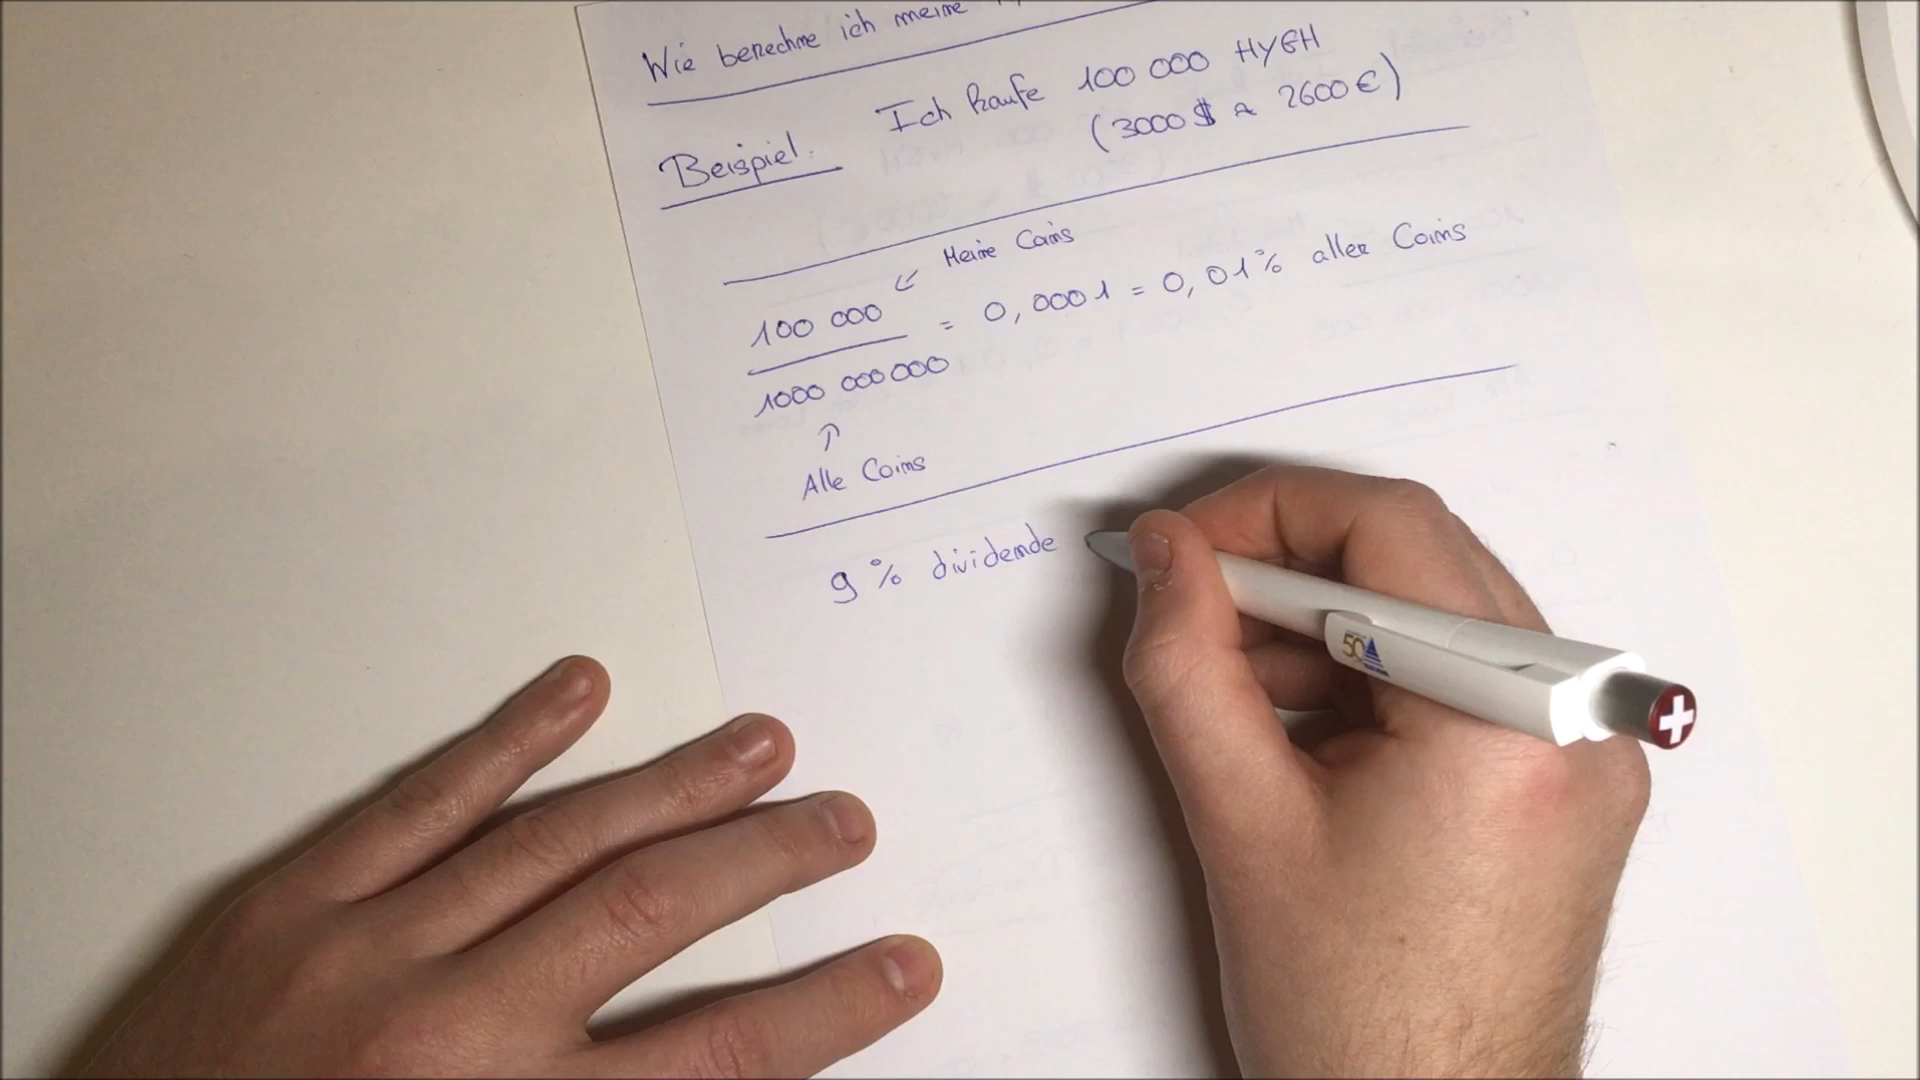 Wie berechne ich meine
Beispiel: Ich kaufe 100 000 HYGH
(3000 $ ≈ 2600 €)
Meine Coins
100 000
= 0,0001 = 0,01% aller Coins
1000 000 000
Alle Coins
9 % dividende
50